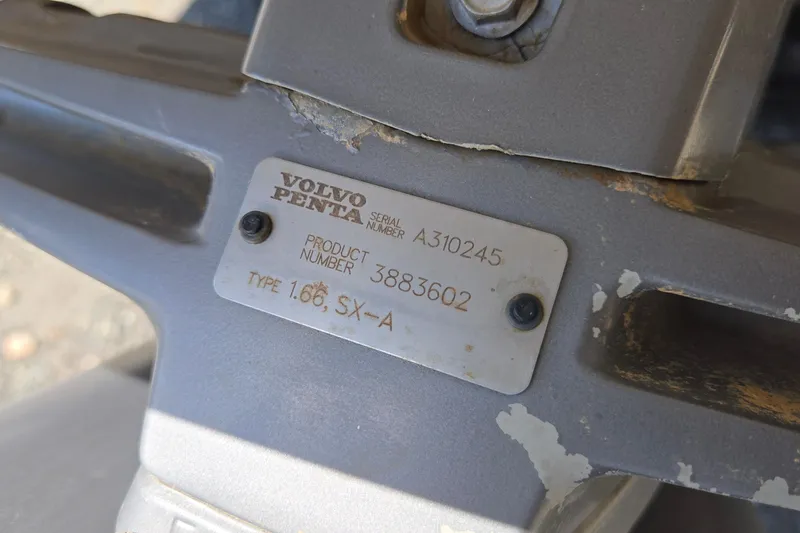 VOLVO
PENTA
SERIAL
NUMBER A310245
PRODUCT
NUMBER 3883602
TYPE 1.66, SX-A